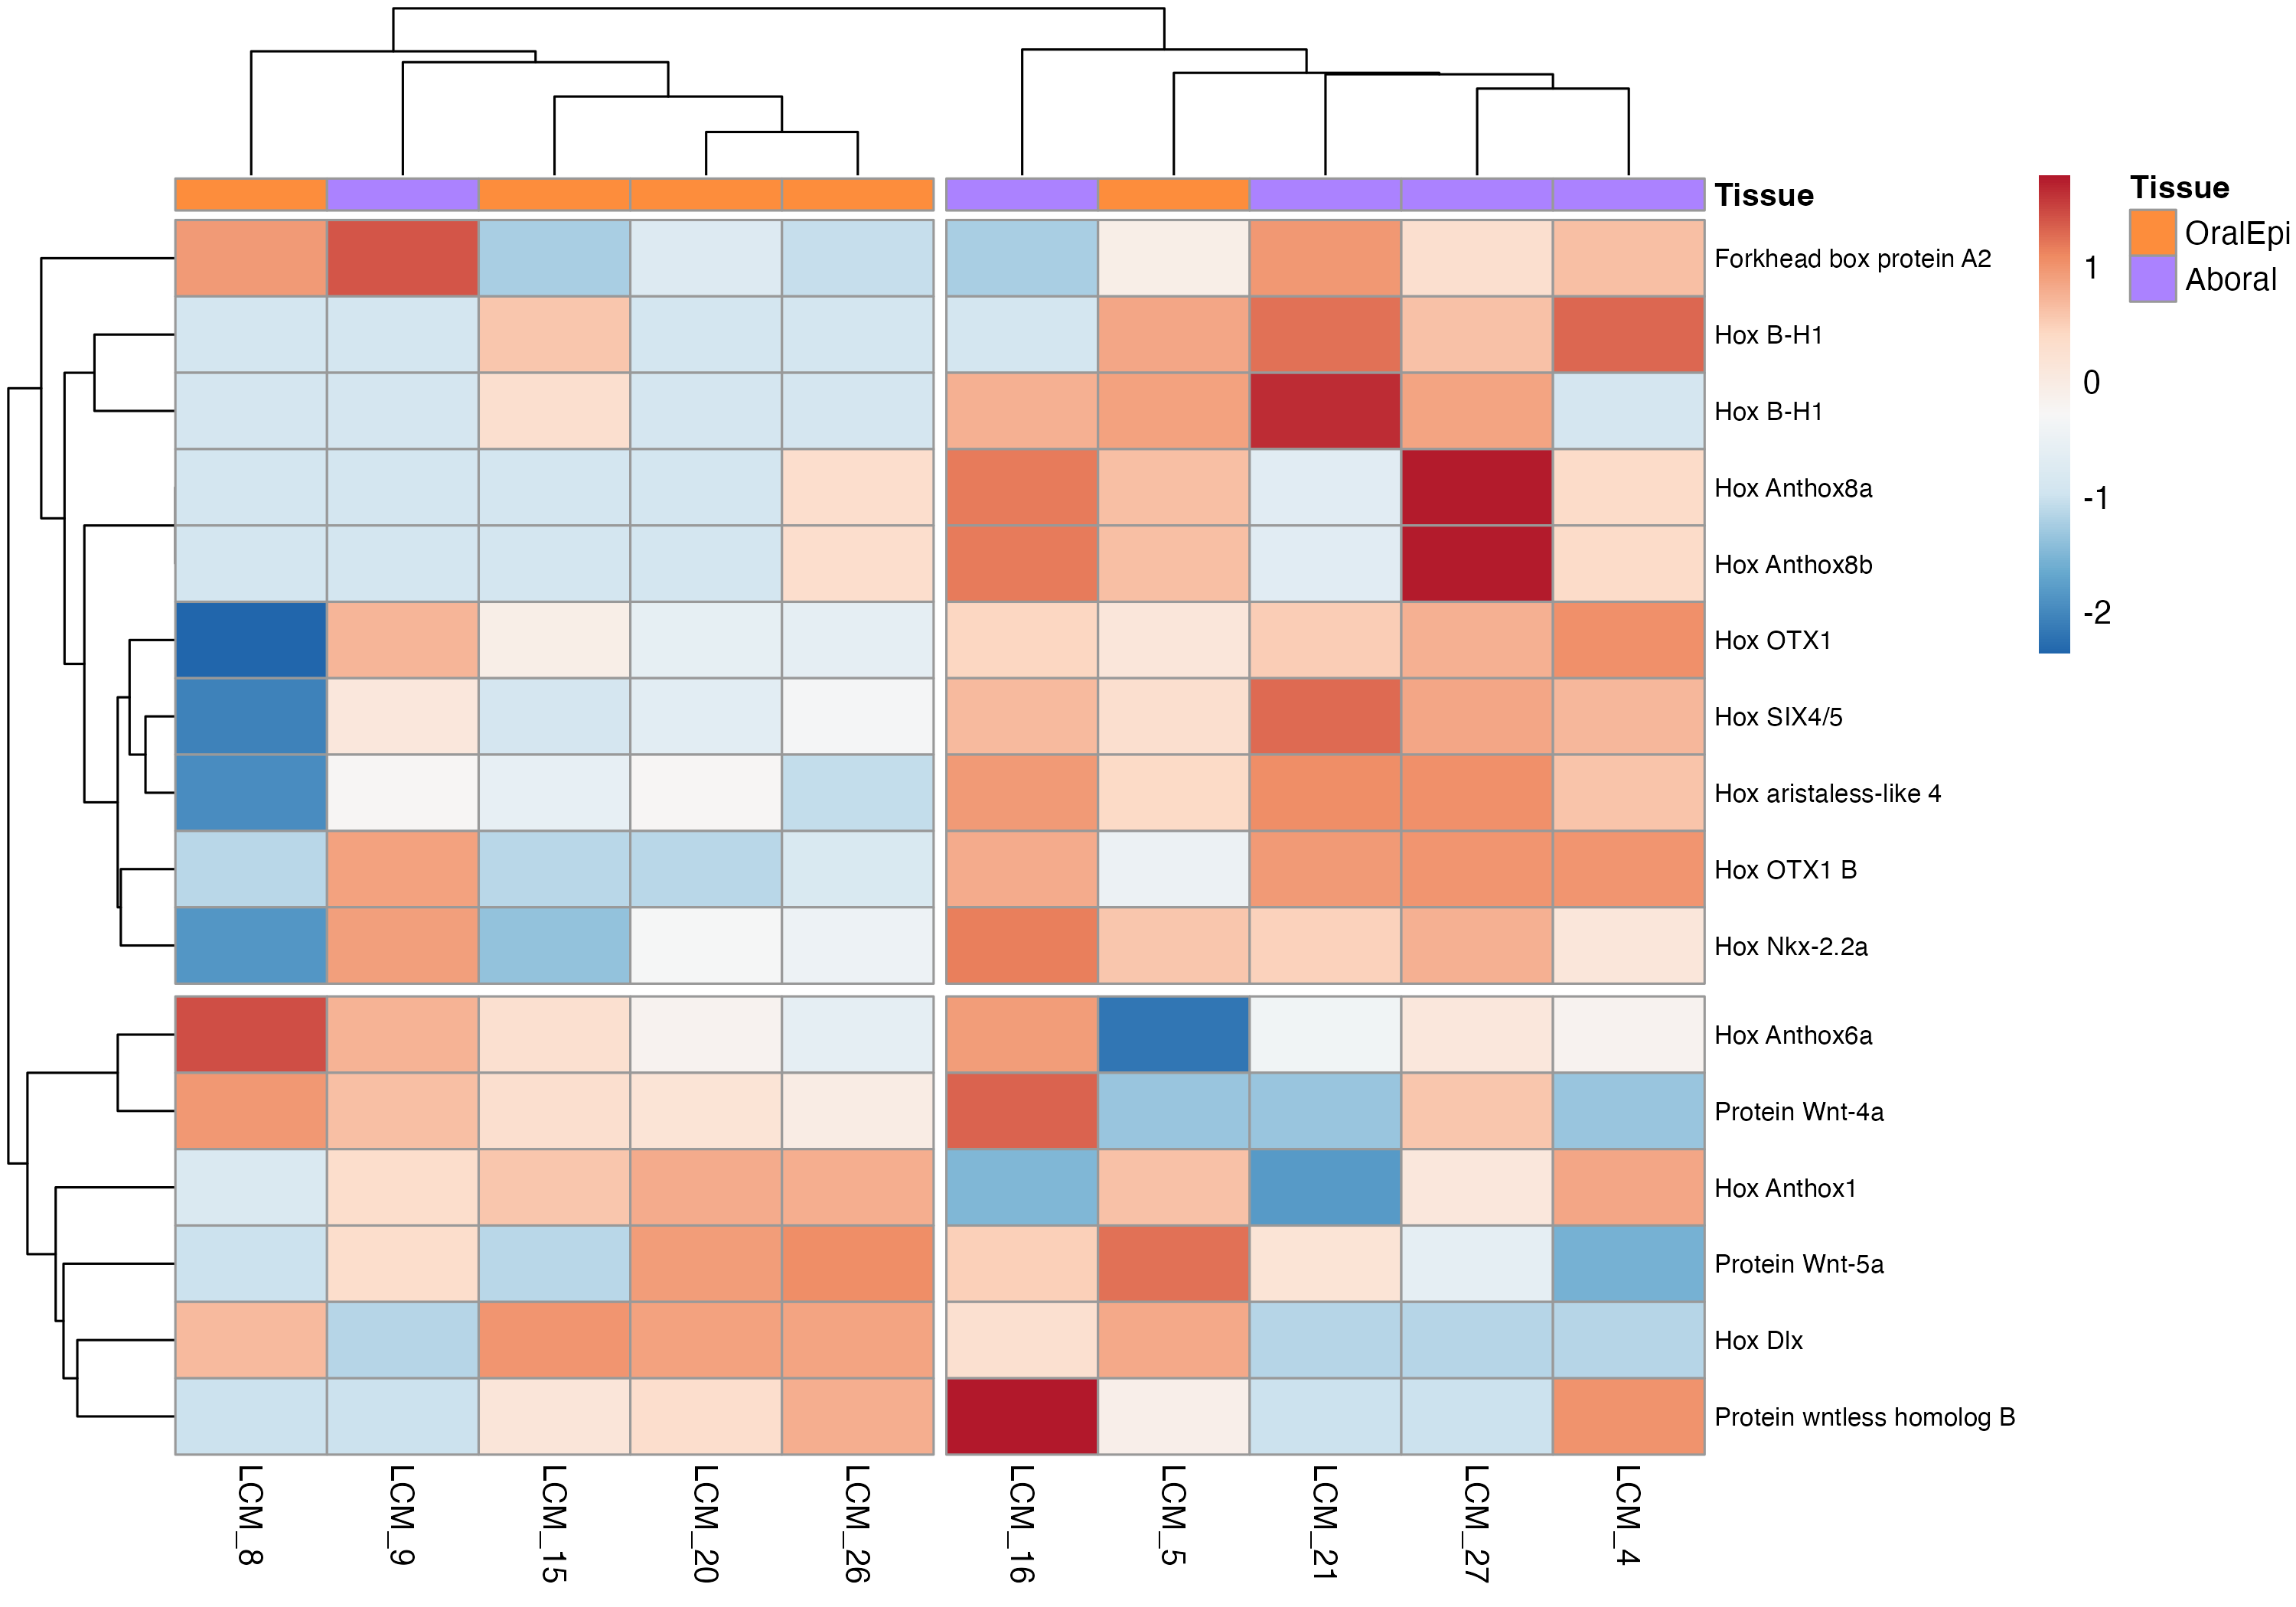 Tissue
Forkhead box protein A2
Hox B-H1
Hox B-H1
Hox Anthox8a
Hox Anthox8b
Hox OTX1
Hox SIX4/5
Hox aristaless-like 4
Hox OTX1 B
Hox Nkx-2.2a
Hox Anthox6a
Protein Wnt-4a
Hox Anthox1
Protein Wnt-5a
Hox Dlx
Protein wntless homolog B
1
0
-1
-2
Tissue
OralEpi
Aboral
LCM_8
LCM_9
LCM_15
LCM_20
LCM_26
LCM_16
LCM_5
LCM_21
LCM_27
LCM_4